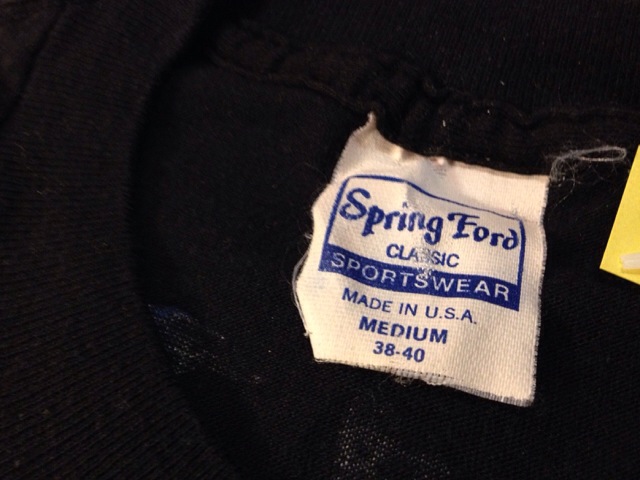 Spring Ford
CLASSIC
SPORTSWEAR
MADE IN U.S.A.
MEDIUM
38-40